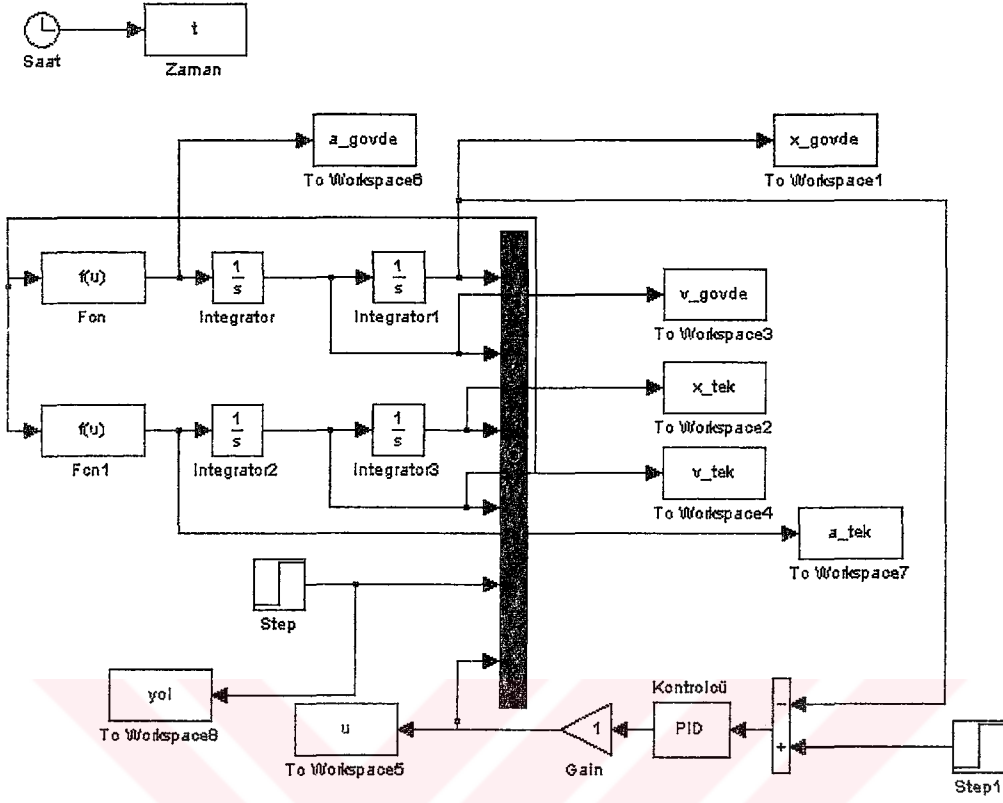 t
Saat
Zaman
a_govde
x_govde
To Workspace6
To Workspace1
f(u)
1
s
1
s
Fcn
Integrator
Integrator1
v_govde
To Workspace3
x_tek
To Workspace2
f(u)
1
s
1
s
Fcn1
Integrator2
Integrator3
v_tek
To Workspace4
a_tek
To Workspace7
Step
yol
To Workspace8
Kontrolcü
u
1
PID
-
+
To Workspace5
Gain
Step1